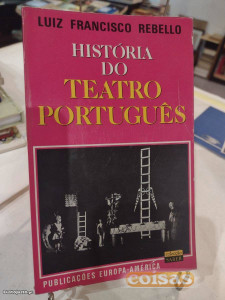 LUIZ FRANCISCO REBELLO
HISTÓRIA
DO
TEATRO
PORTUGUÊS
PUBLICAÇÕES EUROPA-AMÉRICA
coisas